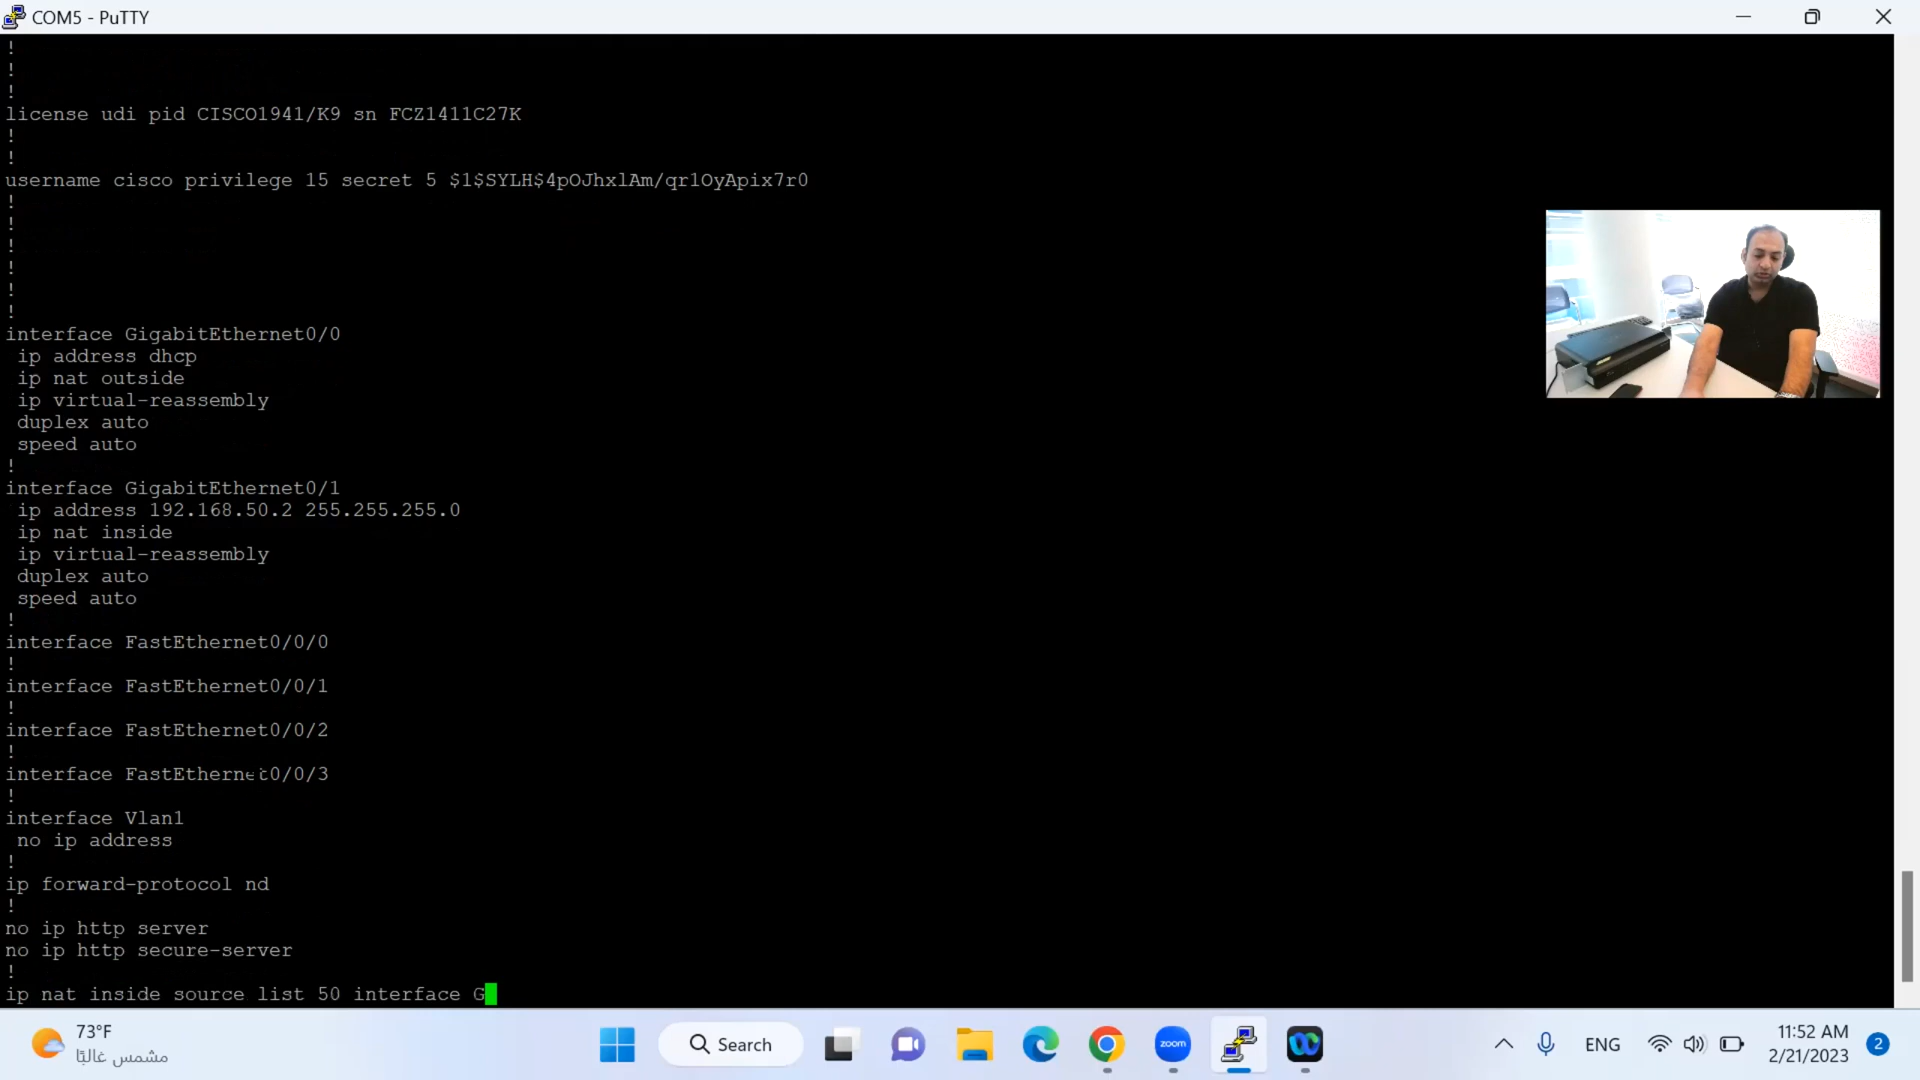 COM5 - PuTTY
!
!
!
license udi pid CISCO1941/K9 sn FCZ1411C27K
!
!
username cisco privilege 15 secret 5 $1$SYLH$4pOJhxlAm/qr1OyApix7r0
!
!
!
!
!
!
interface GigabitEthernet0/0
 ip address dhcp
 ip nat outside
 ip virtual-reassembly
 duplex auto
 speed auto
!
interface GigabitEthernet0/1
 ip address 192.168.50.2 255.255.255.0
 ip nat inside
 ip virtual-reassembly
 duplex auto
 speed auto
!
interface FastEthernet0/0/0
!
interface FastEthernet0/0/1
!
interface FastEthernet0/0/2
!
interface FastEthernet0/0/3
!
interface Vlan1
 no ip address
!
ip forward-protocol nd
!
no ip http server
no ip http secure-server
!
ip nat inside source list 50 interface G
73°F
مشمس غالبًا
Search
zoom
ENG
11:52 AM
2/21/2023
2